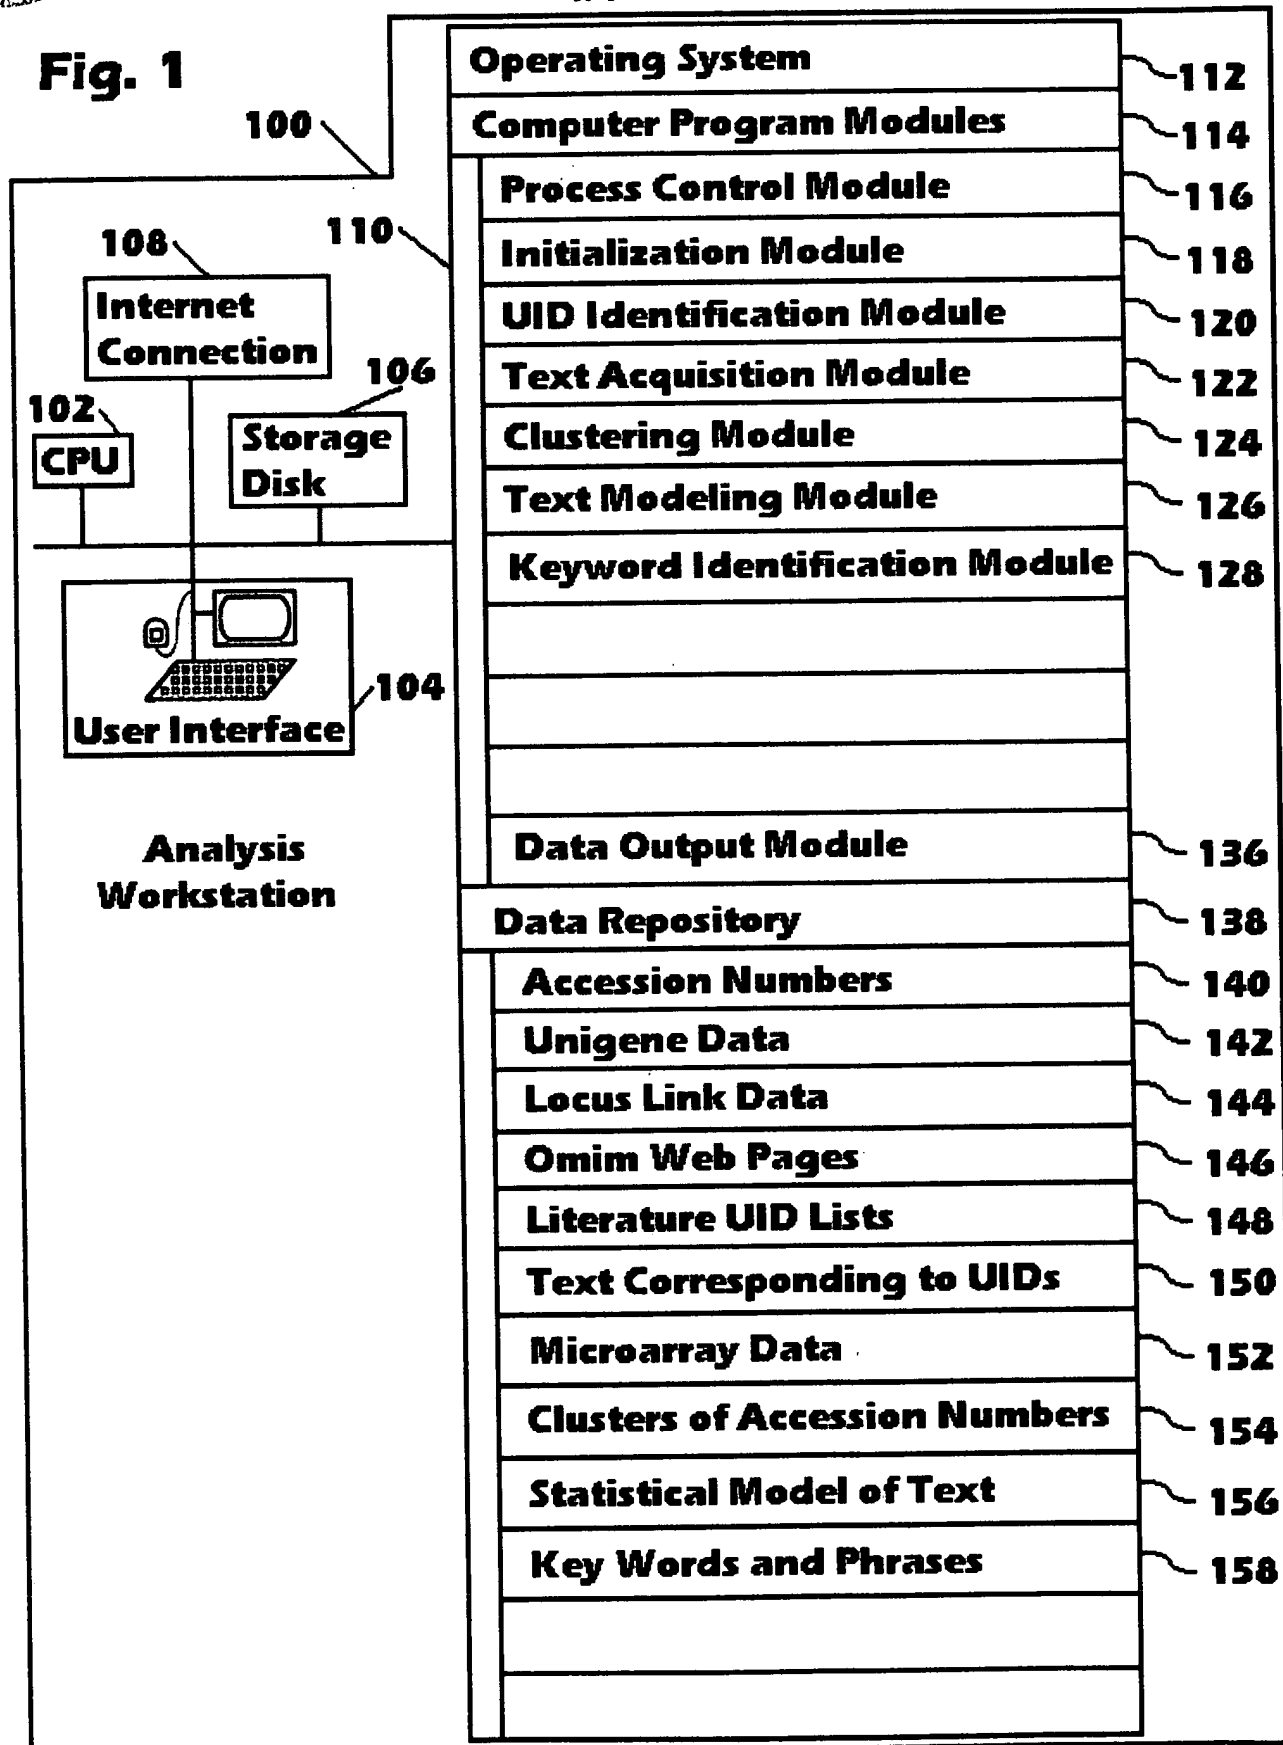 Fig. 1
100
108
Internet
Connection
110
102
CPU
106
Storage
Disk
104
User Interface
Analysis
Workstation
Operating System 112
Computer Program Modules 114
Process Control Module 116
Initialization Module 118
UID Identification Module 120
Text Acquisition Module 122
Clustering Module 124
Text Modeling Module 126
Keyword Identification Module 128
Data Output Module 136
Data Repository 138
Accession Numbers 140
Unigene Data 142
Locus Link Data 144
Omim Web Pages 146
Literature UID Lists 148
Text Corresponding to UIDs 150
Microarray Data 152
Clusters of Accession Numbers 154
Statistical Model of Text 156
Key Words and Phrases 158